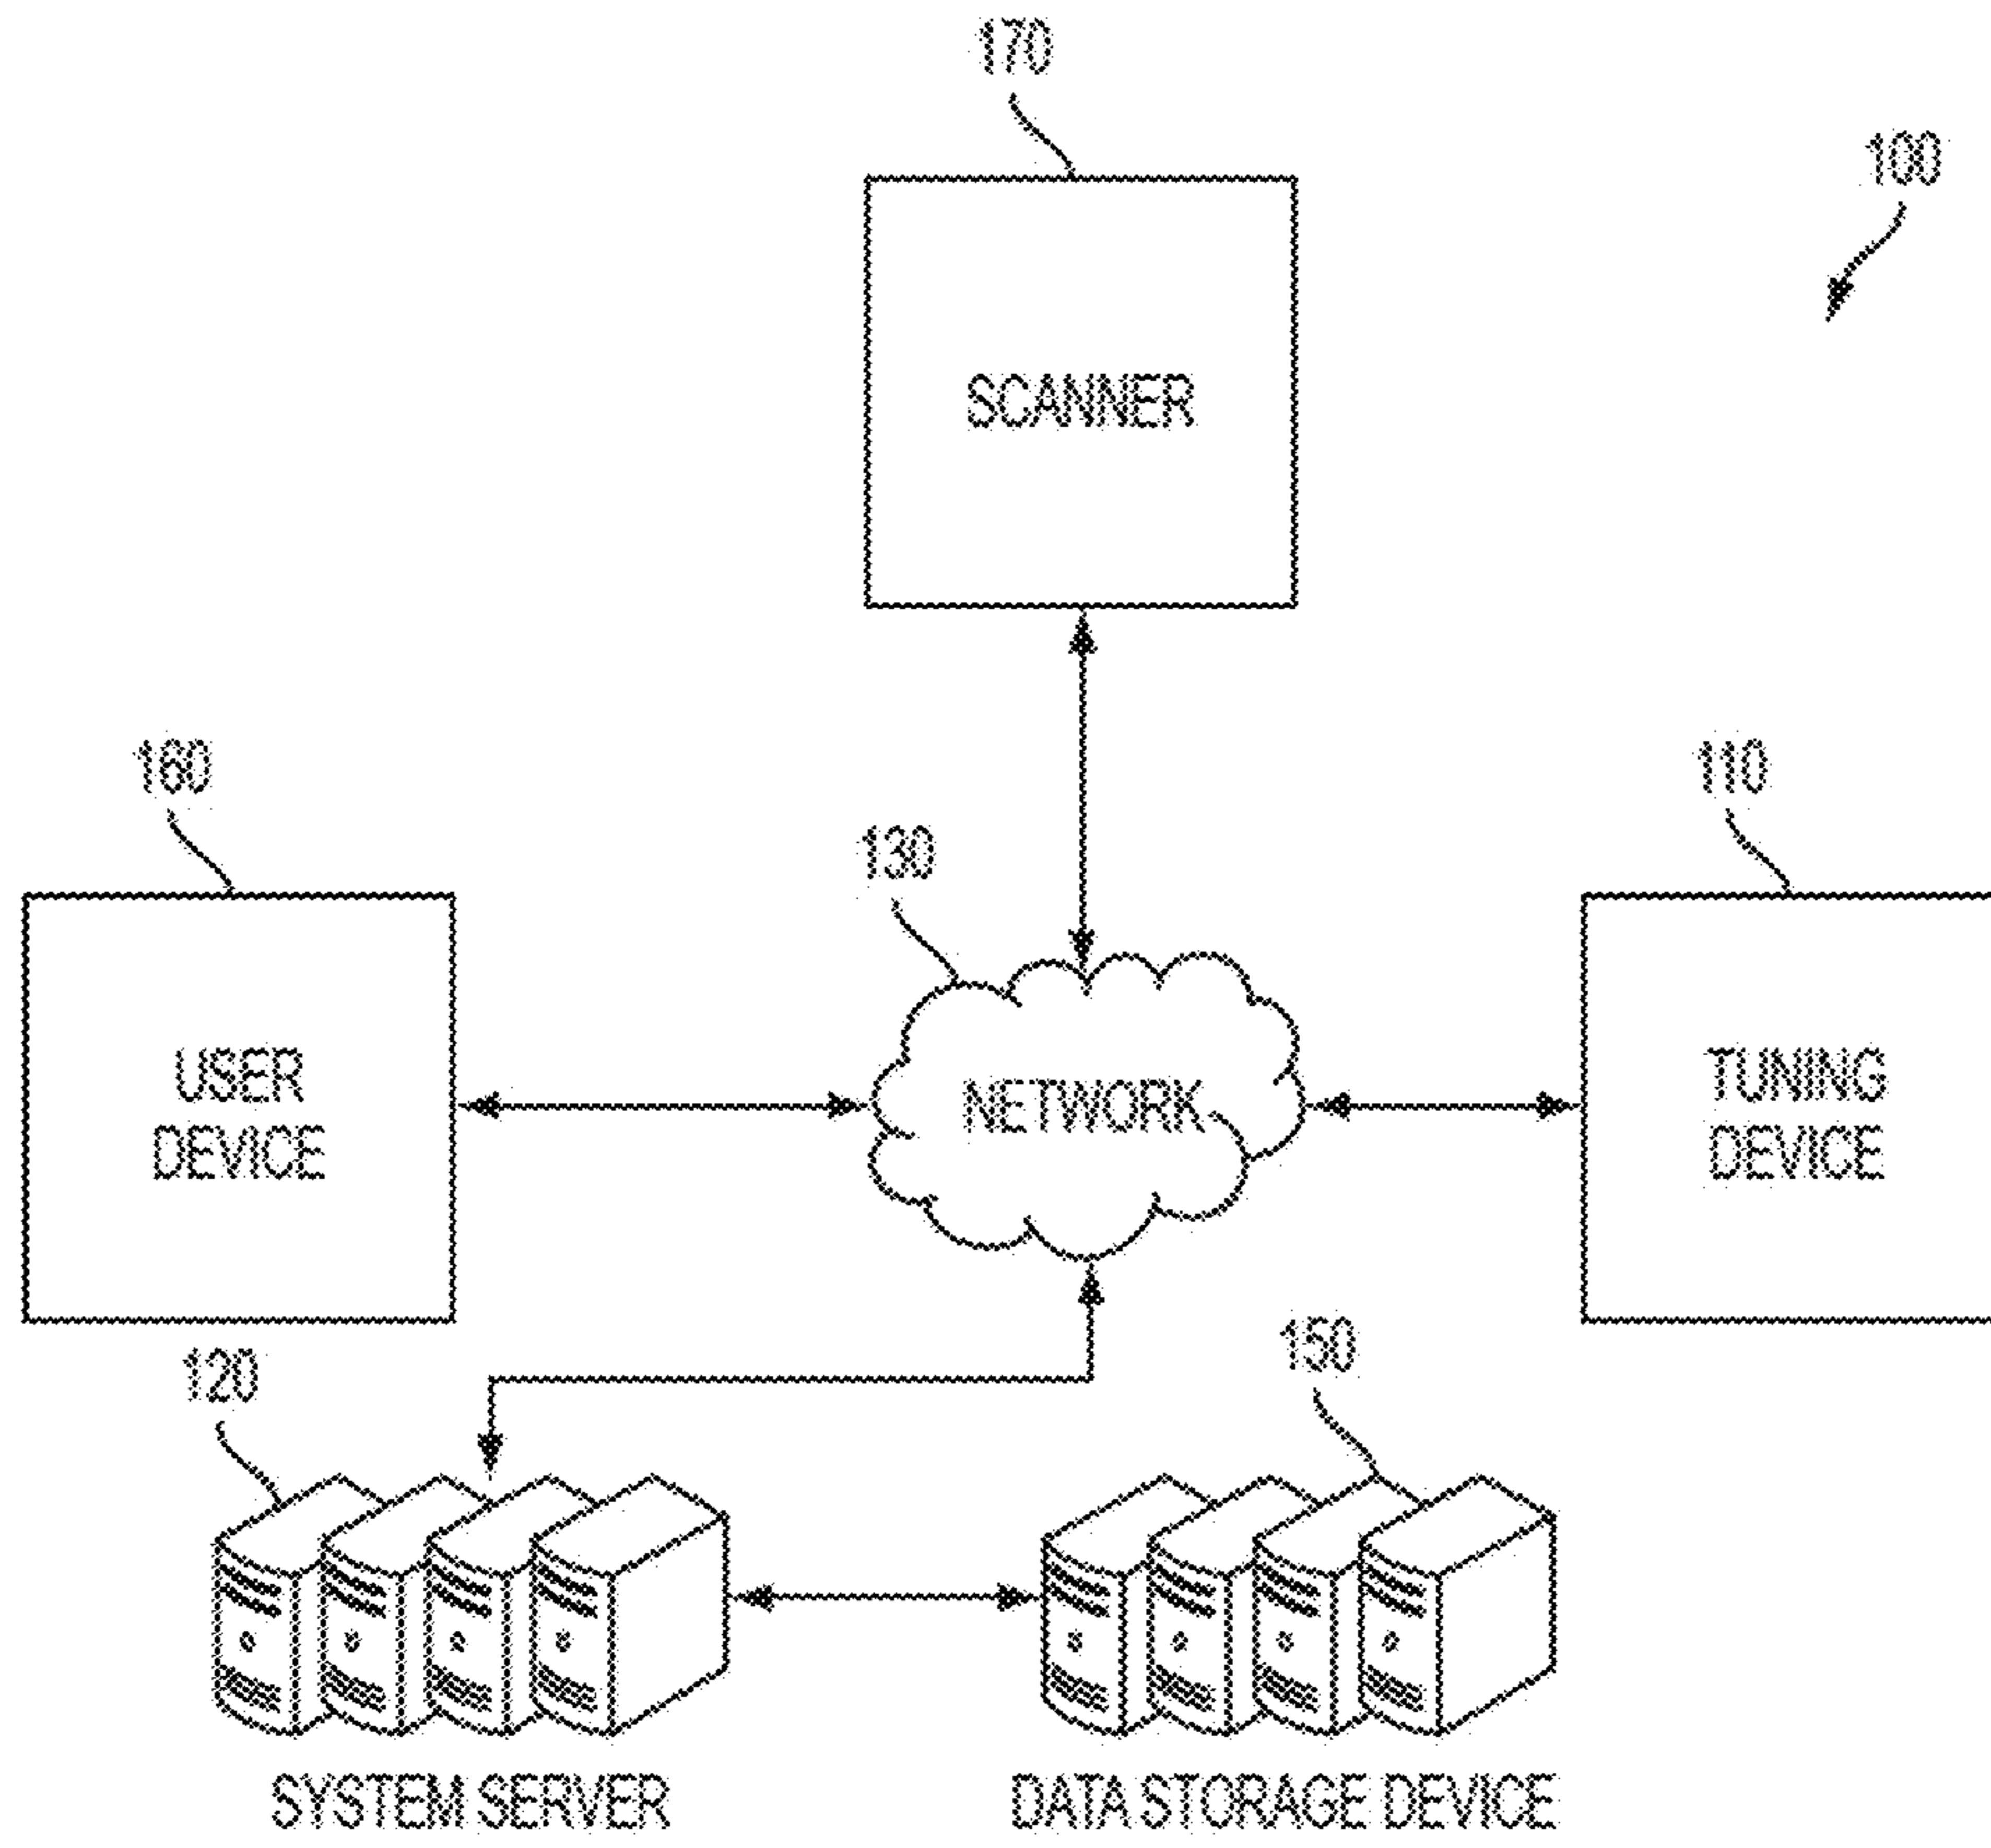 170
100
SCANNER
160
110
130
USER
DEVICE
NETWORK
TUNING
DEVICE
120
150
SYSTEM SERVER
DATA STORAGE DEVICE